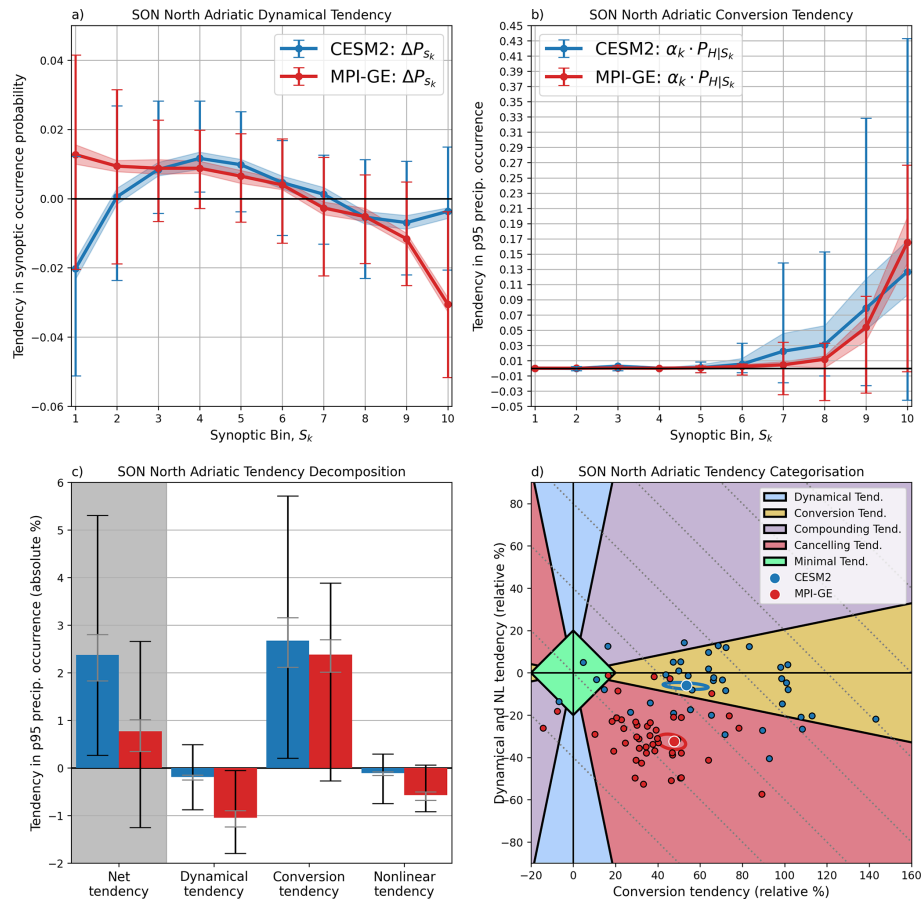 a)
SON North Adriatic Dynamical Tendency
CESM2: ΔP_{s_k}
MPI-GE: ΔP_{s_k}
Tendency in synoptic occurrence probability
0.04
0.02
0.00
−0.02
−0.04
−0.06
1 2 3 4 5 6 7 8 9 10
Synoptic Bin, S_k
b)
SON North Adriatic Conversion Tendency
CESM2: α_k · P_{H|S_k}
MPI-GE: α_k · P_{H|S_k}
Tendency in p95 precip. occurrence
0.45
0.43
0.41
0.39
0.37
0.35
0.33
0.31
0.29
0.27
0.25
0.23
0.21
0.19
0.17
0.15
0.13
0.11
0.09
0.07
0.05
0.03
0.01
−0.01
−0.03
−0.05
1 2 3 4 5 6 7 8 9 10
Synoptic Bin, S_k
c)
SON North Adriatic Tendency Decomposition
Tendency in p95 precip. occurrence (absolute %)
6
5
4
3
2
1
0
−1
−2
Net
tendency
Dynamical
tendency
Conversion
tendency
Nonlinear
tendency
d)
SON North Adriatic Tendency Categorisation
Dynamical Tend.
Conversion Tend.
Compounding Tend.
Cancelling Tend.
Minimal Tend.
CESM2
MPI-GE
Dynamical and NL tendency (relative %)
80
60
40
20
0
−20
−40
−60
−80
−20 0 20 40 60 80 100 120 140 160
Conversion tendency (relative %)